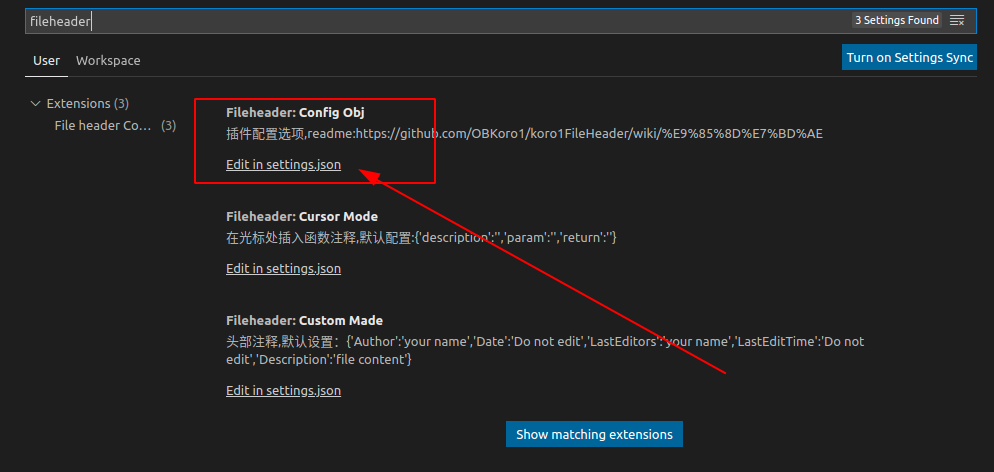 fileheader
3 Settings Found
User
Workspace
Turn on Settings Sync
Extensions (3)
File header Co... (3)
Fileheader: Config Obj
插件配置选项,readme:https://github.com/OBKoro1/koro1FileHeader/wiki/%E9%85%8D%E7%BD%AE
Edit in settings.json
Fileheader: Cursor Mode
在光标处插入函数注释,默认配置:{'description':'','param':'','return':''}
Edit in settings.json
Fileheader: Custom Made
头部注释,默认设置：{'Author':'your name','Date':'Do not edit','LastEditors':'your name','LastEditTime':'Do not
edit','Description':'file content'}
Edit in settings.json
Show matching extensions